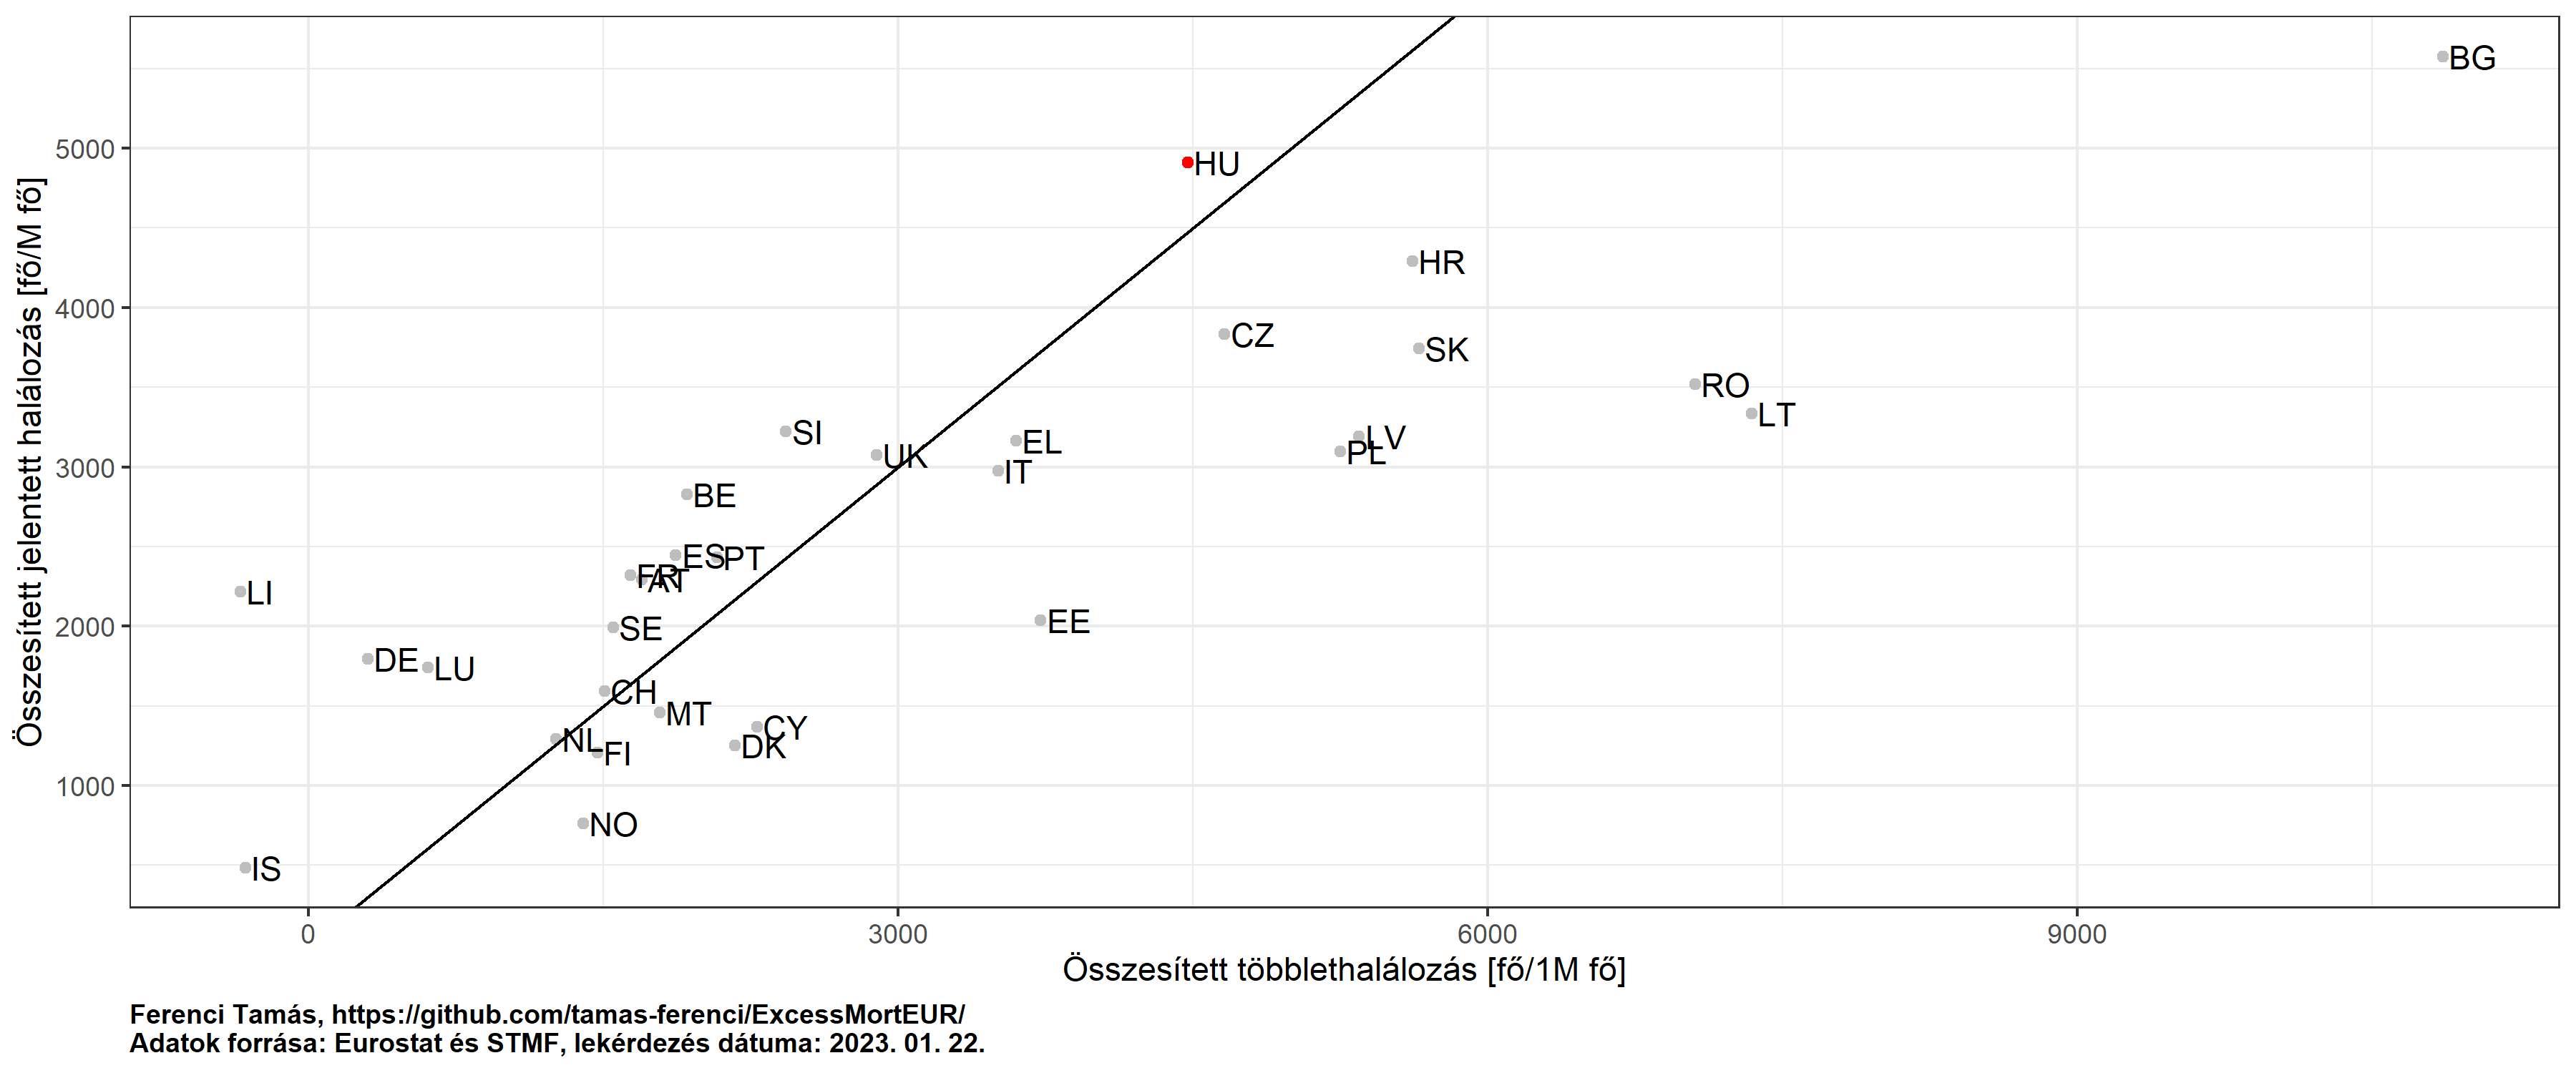 BG
5000
HU
HR
4000
CZ
SK
RO
LT
SI
EL
LV
UK
PL
3000
IT
BE
ES
PT
FR
AT
LI
2000
SE
EE
DE
LU
CH
MT
CY
NL
DK
FI
1000
NO
IS
Összesített jelentett halálozás [fő/M fő]
0
3000
6000
9000
Összesített többlethalálozás [fő/1M fő]
Ferenci Tamás, https://github.com/tamas-ferenci/ExcessMortEUR/
Adatok forrása: Eurostat és STMF, lekérdezés dátuma: 2023. 01. 22.